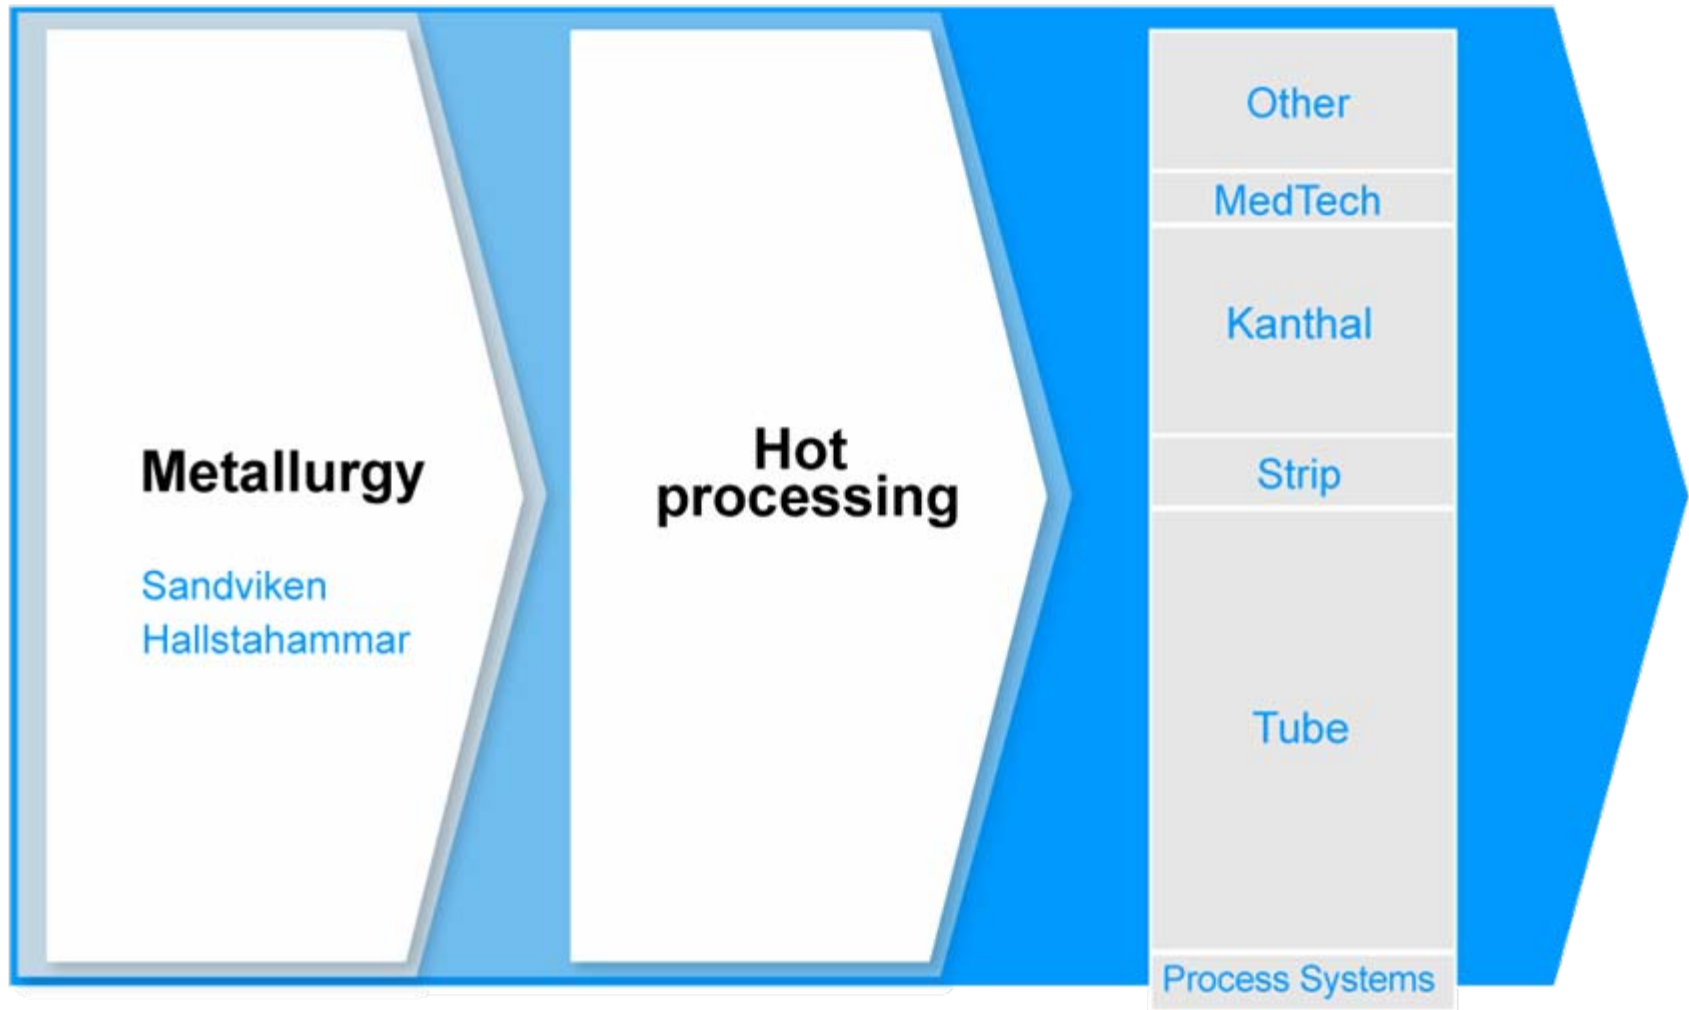 Metallurgy
Sandviken
Hallstahammar
Hot
processing
Other
MedTech
Kanthal
Strip
Tube
Process Systems